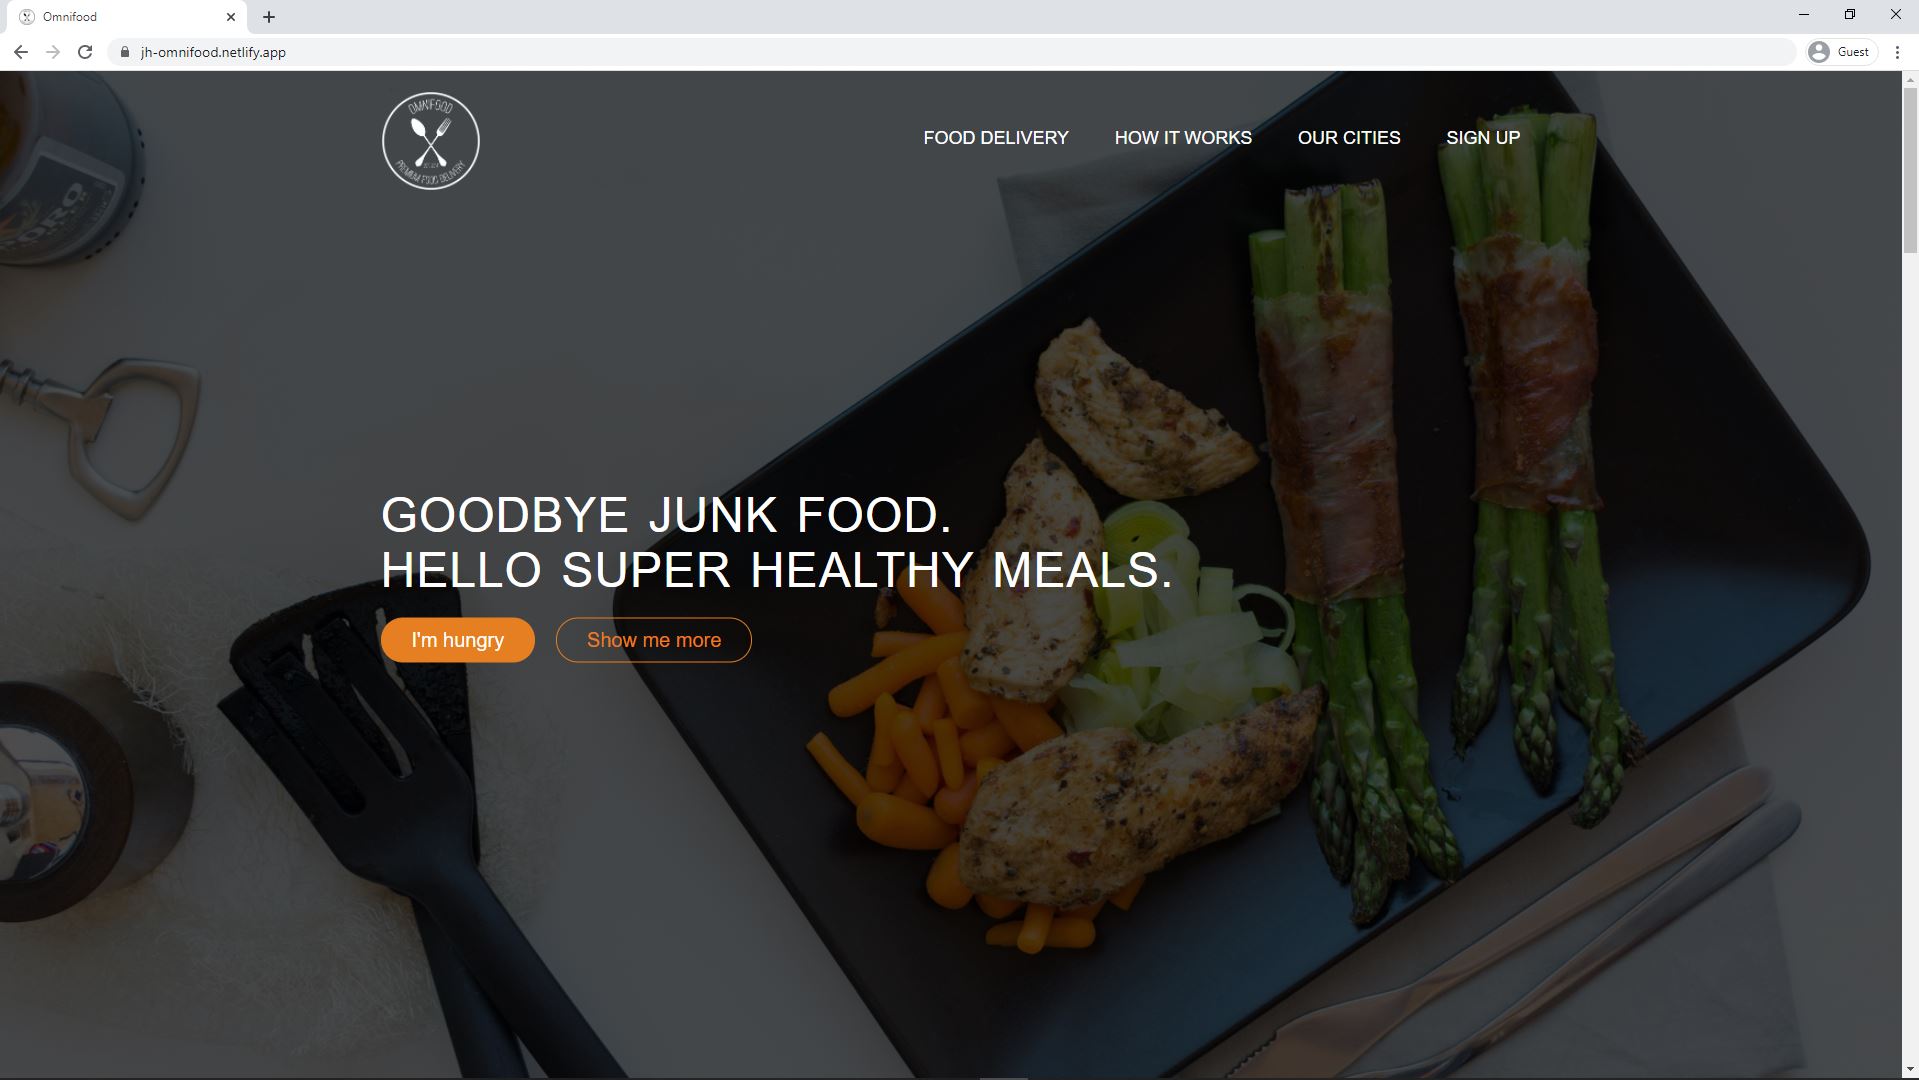 Omnifood
jh-omnifood.netlify.app
Guest
OMNIFOOD
PREMIUM FOOD DELIVERY
FOOD DELIVERY
HOW IT WORKS
OUR CITIES
SIGN UP
GOODBYE JUNK FOOD.
HELLO SUPER HEALTHY MEALS.
I'm hungry
Show me more